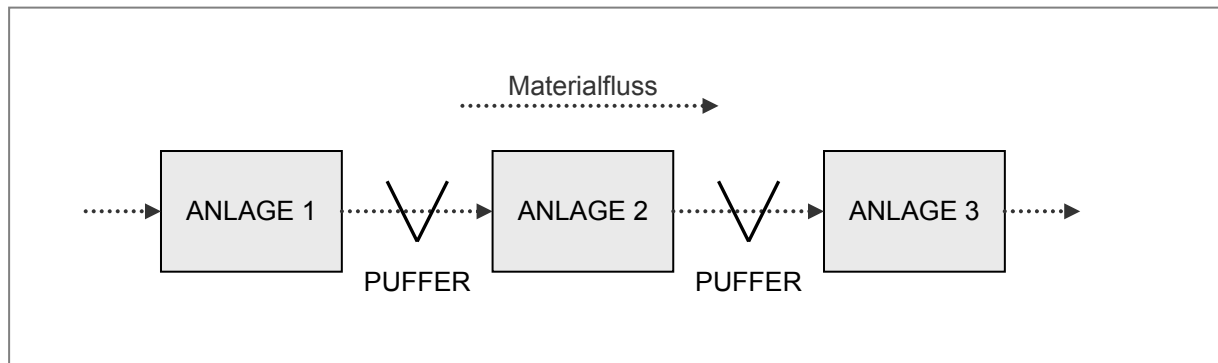 Materialfluss
ANLAGE 1
ANLAGE 2
ANLAGE 3
PUFFER
PUFFER